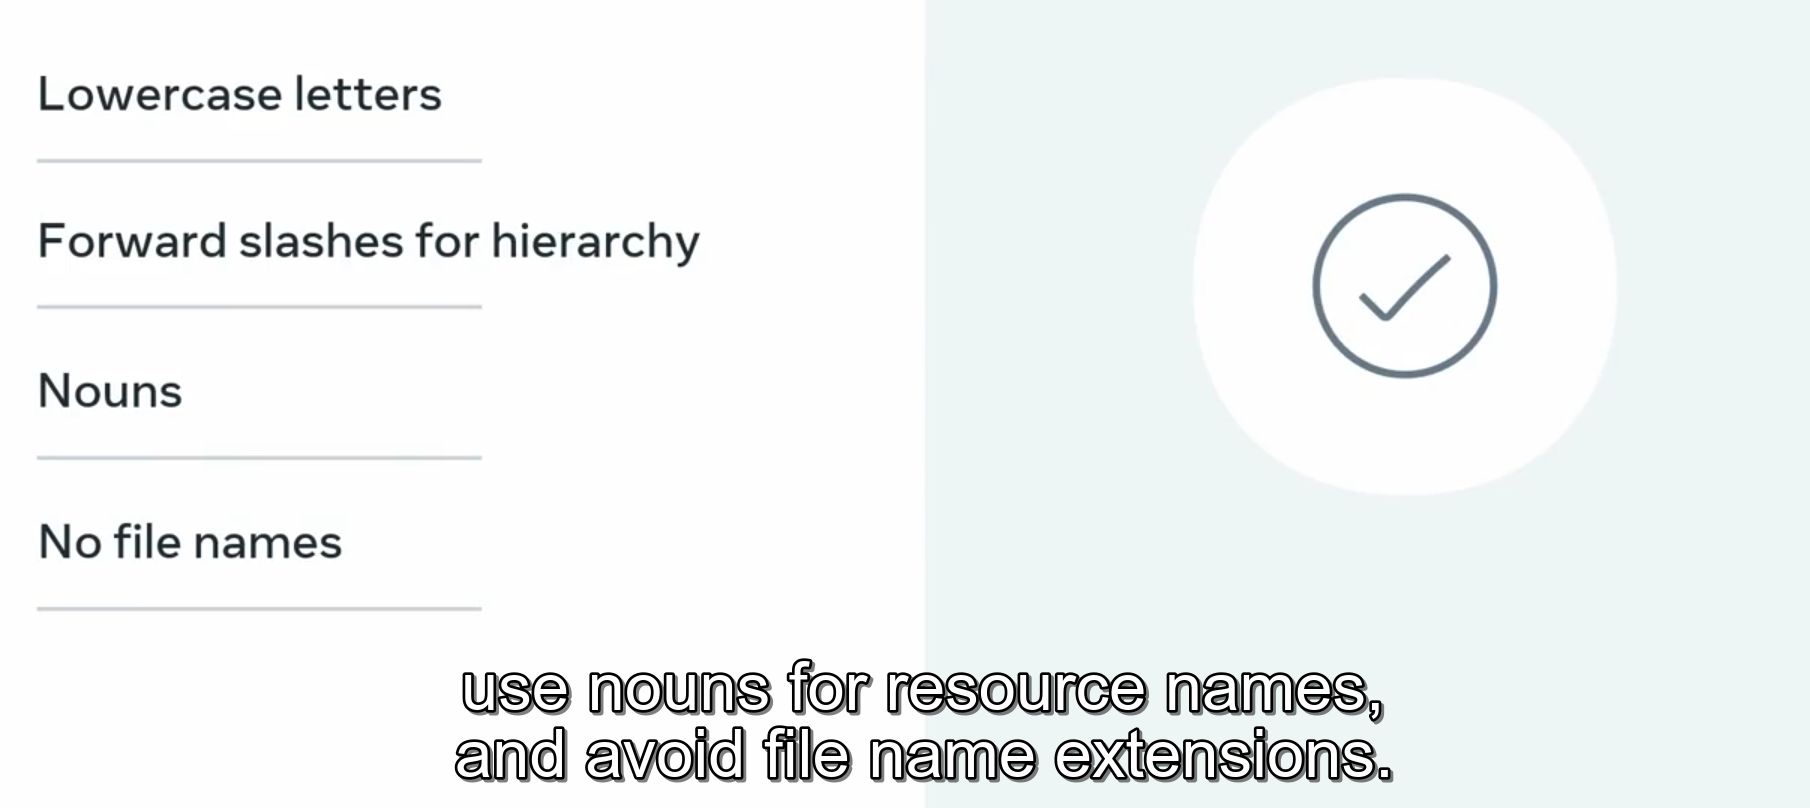 Lowercase letters
Forward slashes for hierarchy
Nouns
No file names
use nouns for resource names,
and avoid file name extensions.